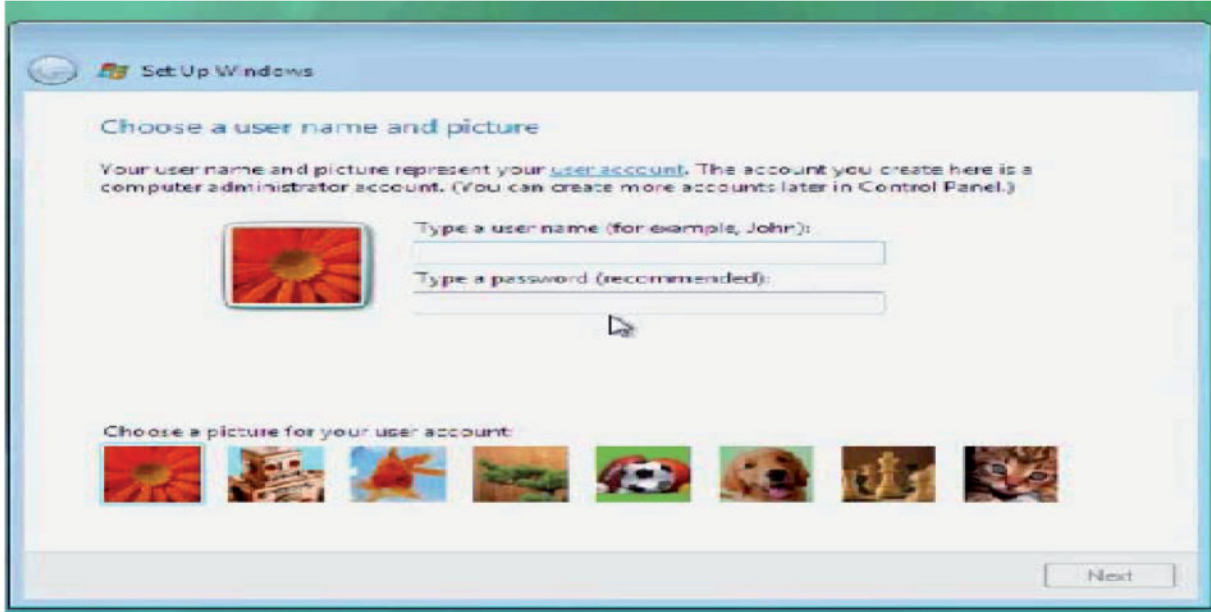 Set Up Windows
Choose a user name and picture
Your user name and picture represent your user account. The account you create here is a
computer administrator account. (You can create more accounts later in Control Panel.)
Type a user name (for example, John):
Type a password (recommended):
Choose a picture for your user account:
Next